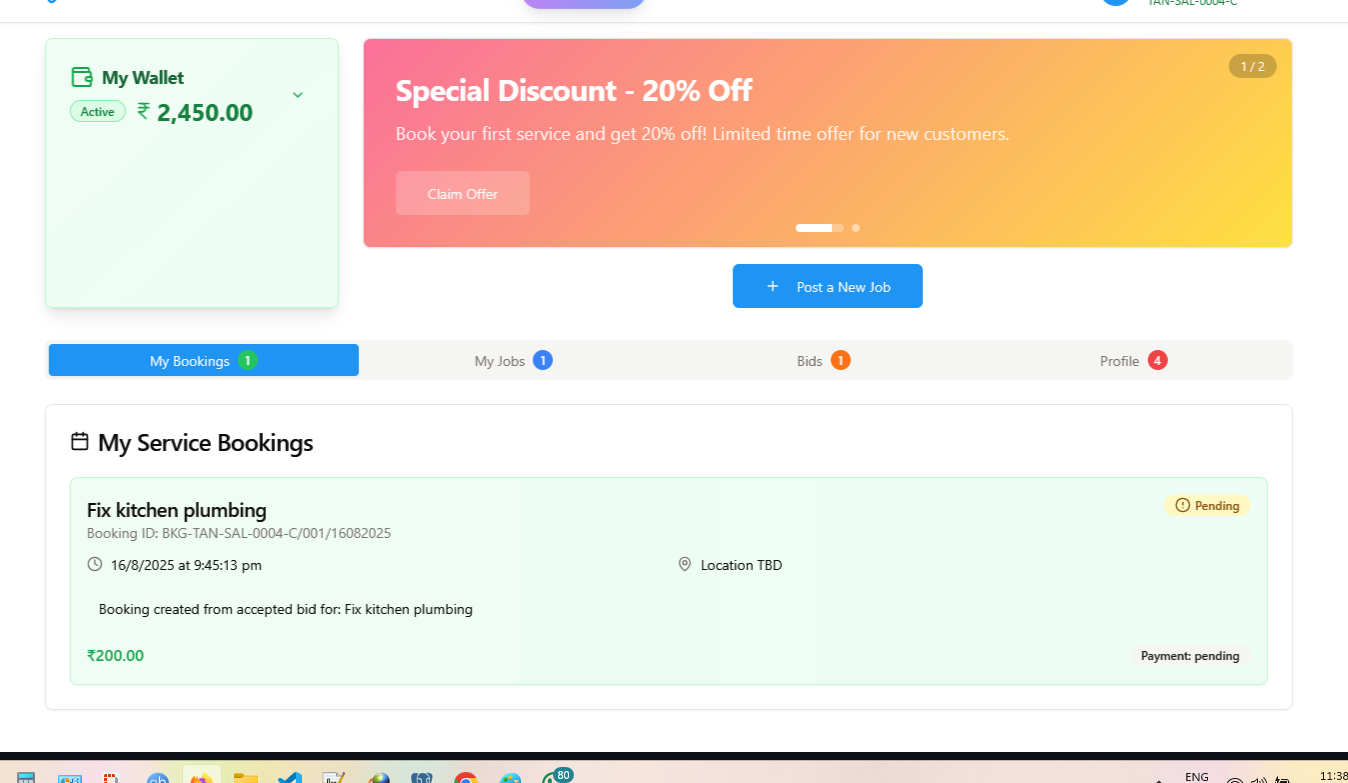 TAN-SAL-0004-C
My Wallet
Active ₹ 2,450.00
1 / 2
Special Discount - 20% Off
Book your first service and get 20% off! Limited time offer for new customers.
Claim Offer
+ Post a New Job
My Bookings 1
My Jobs 1
Bids 1
Profile 4
My Service Bookings
Fix kitchen plumbing
Pending
Booking ID: BKG-TAN-SAL-0004-C/001/16082025
16/8/2025 at 9:45:13 pm
Location TBD
Booking created from accepted bid for: Fix kitchen plumbing
₹200.00
Payment: pending
80
ENG
11:38